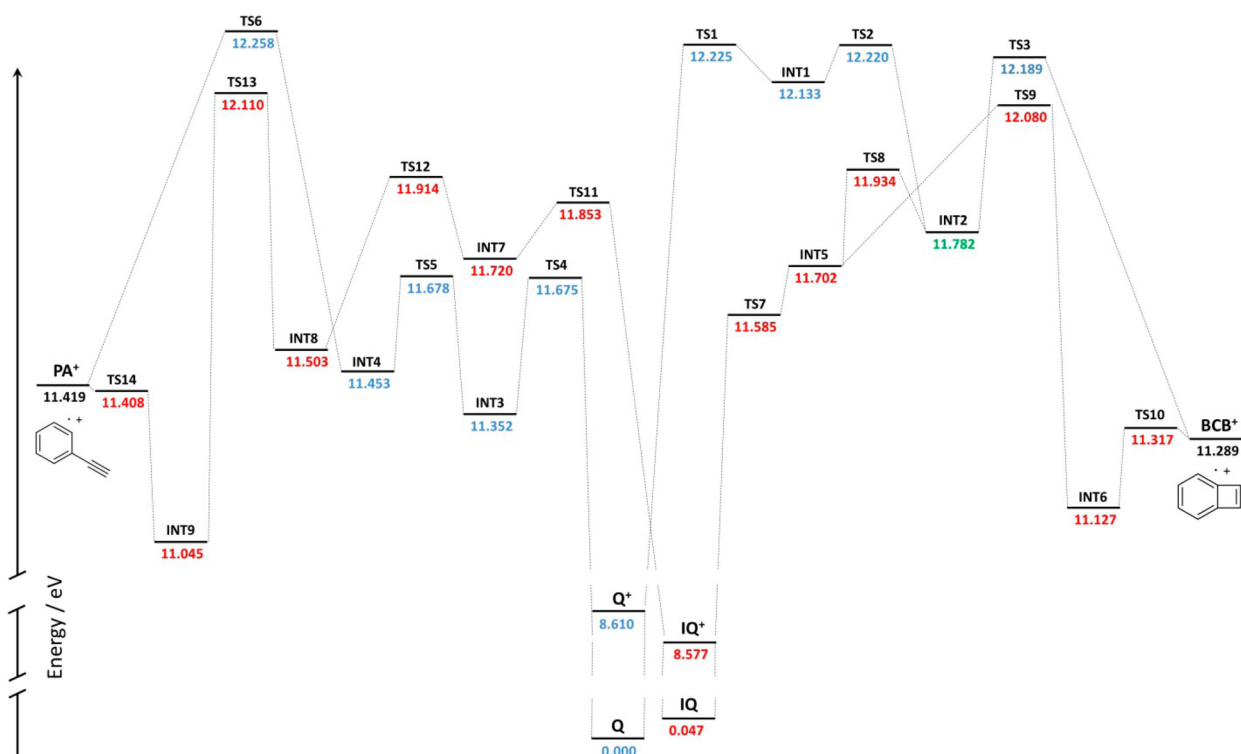 TS6
12.258
TS1
12.225
TS2
12.220
TS3
12.189
INT1
12.133
TS13
12.110
TS9
12.080
TS12
11.914
TS8
11.934
TS11
11.853
INT2
11.782
INT7
11.720
INT5
11.702
TS5
11.678
TS4
11.675
TS7
11.585
INT8
11.503
INT4
11.453
PA+
11.419
TS14
11.408
INT3
11.352
TS10
11.317
BCB+
11.289
· +
· +
INT6
11.127
INT9
11.045
Energy / eV
Q+
8.610
IQ+
8.577
IQ
0.047
Q
0.000